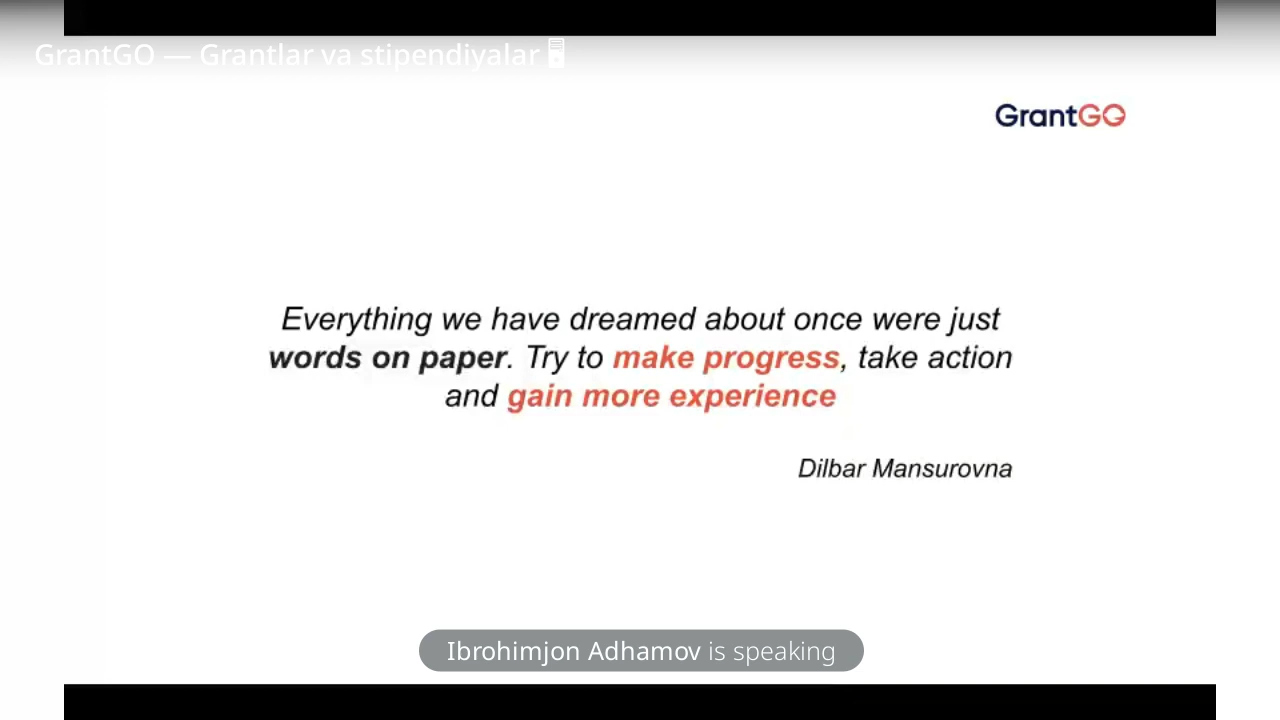 GrantGO — Grantlar va stipendiyalar 🖥
GrantGO
Everything we have dreamed about once were just
words on paper. Try to make progress, take action
and gain more experience
Dilbar Mansurovna
Ibrohimjon Adhamov is speaking